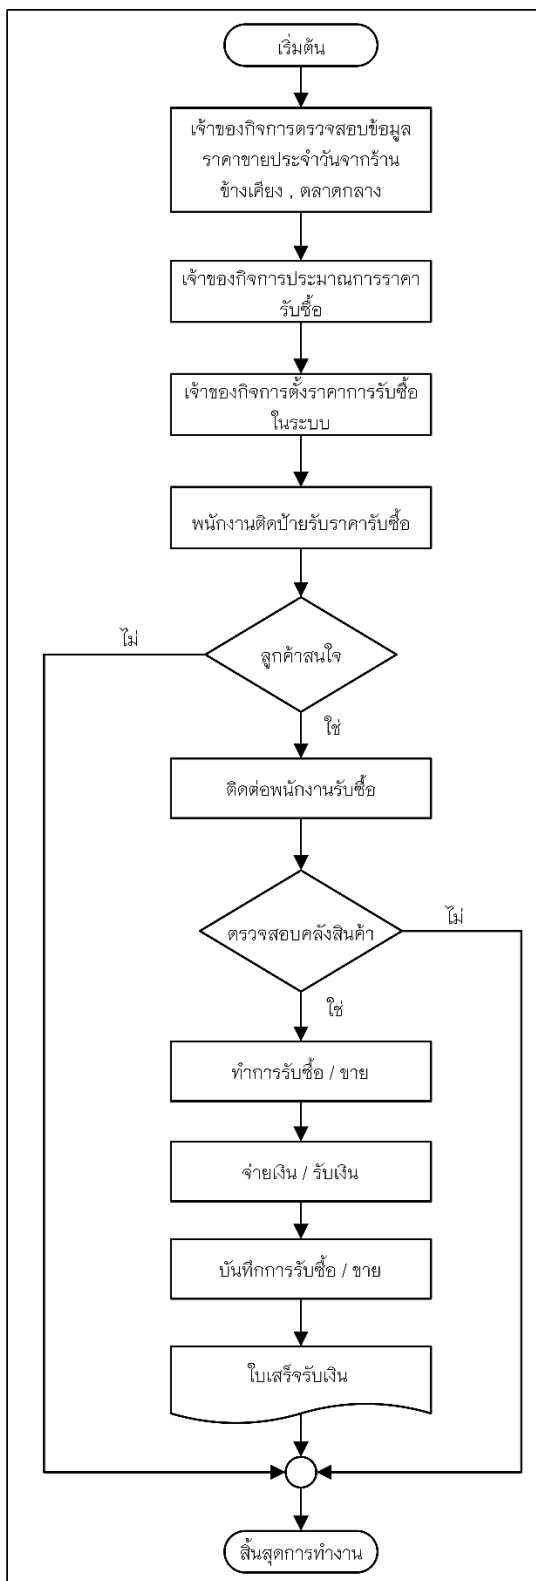 เริ่มต้น
เจ้าของกิจการตรวจสอบข้อมูล
ราคาขายประจำวันจากร้าน
ข้างเคียง , ตลาดกลาง
เจ้าของกิจการประมาณการราคา
รับซื้อ
เจ้าของกิจการตั้งราคาการรับซื้อ
ในระบบ
พนักงานติดป้ายรับราคารับซื้อ
ไม่
ลูกค้าสนใจ
ใช่
ติดต่อพนักงานรับซื้อ
ไม่
ตรวจสอบคลังสินค้า
ใช่
ทำการรับซื้อ / ขาย
จ่ายเงิน / รับเงิน
บันทึกการรับซื้อ / ขาย
ใบเสร็จรับเงิน
สิ้นสุดการทำงาน